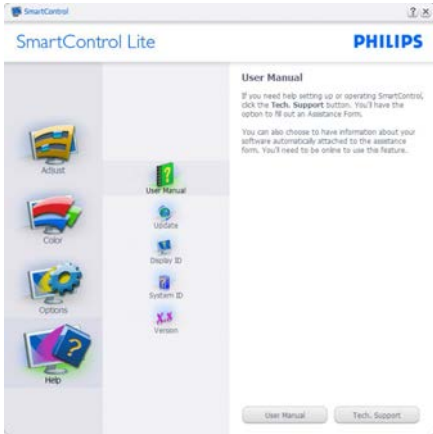 SmartControl
? ×
SmartControl Lite
PHILIPS
Adjust
Color
Options
Help
User Manual
Update
Display ID
System ID
X.X
Version
User Manual
If you need help setting up or operating SmartControl,
click the Tech. Support button. You'll have the
option to fill out an Assistance Form.
You can also choose to have information about your
software automatically attached to the assistance
form. You'll need to be online to use this feature..
User Manual
Tech. Support